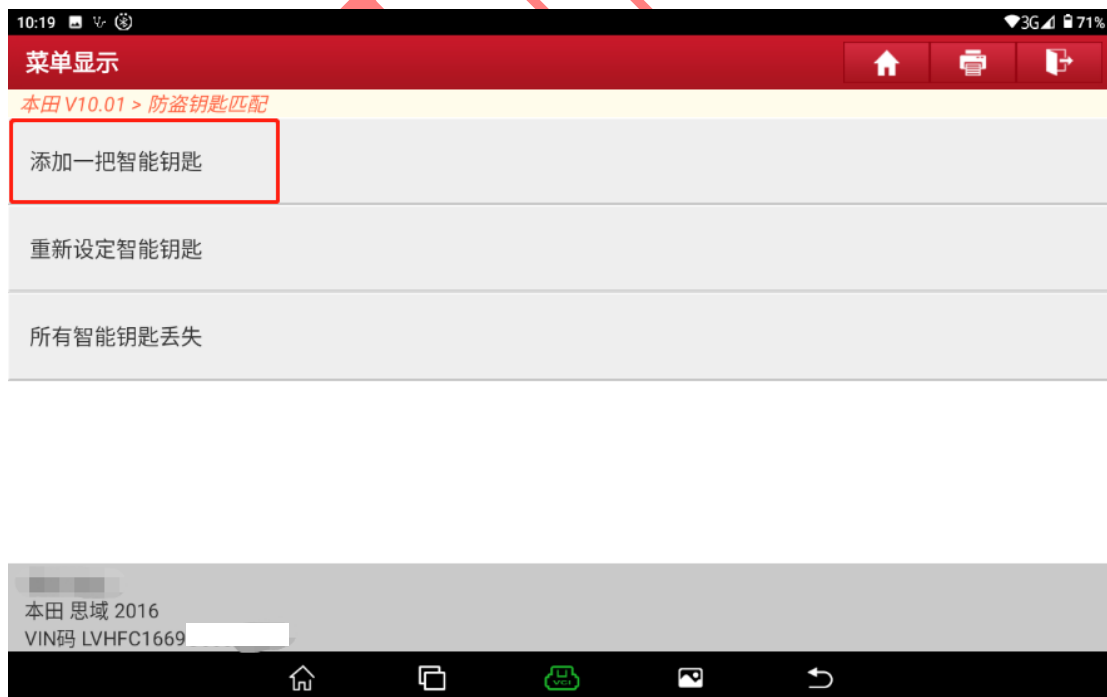 10:19
3G 71%
菜单显示
本田 V10.01 > 防盗钥匙匹配
添加一把智能钥匙
重新设定智能钥匙
所有智能钥匙丢失
本田 思域 2016
VIN码 LVHFC1669
VCI